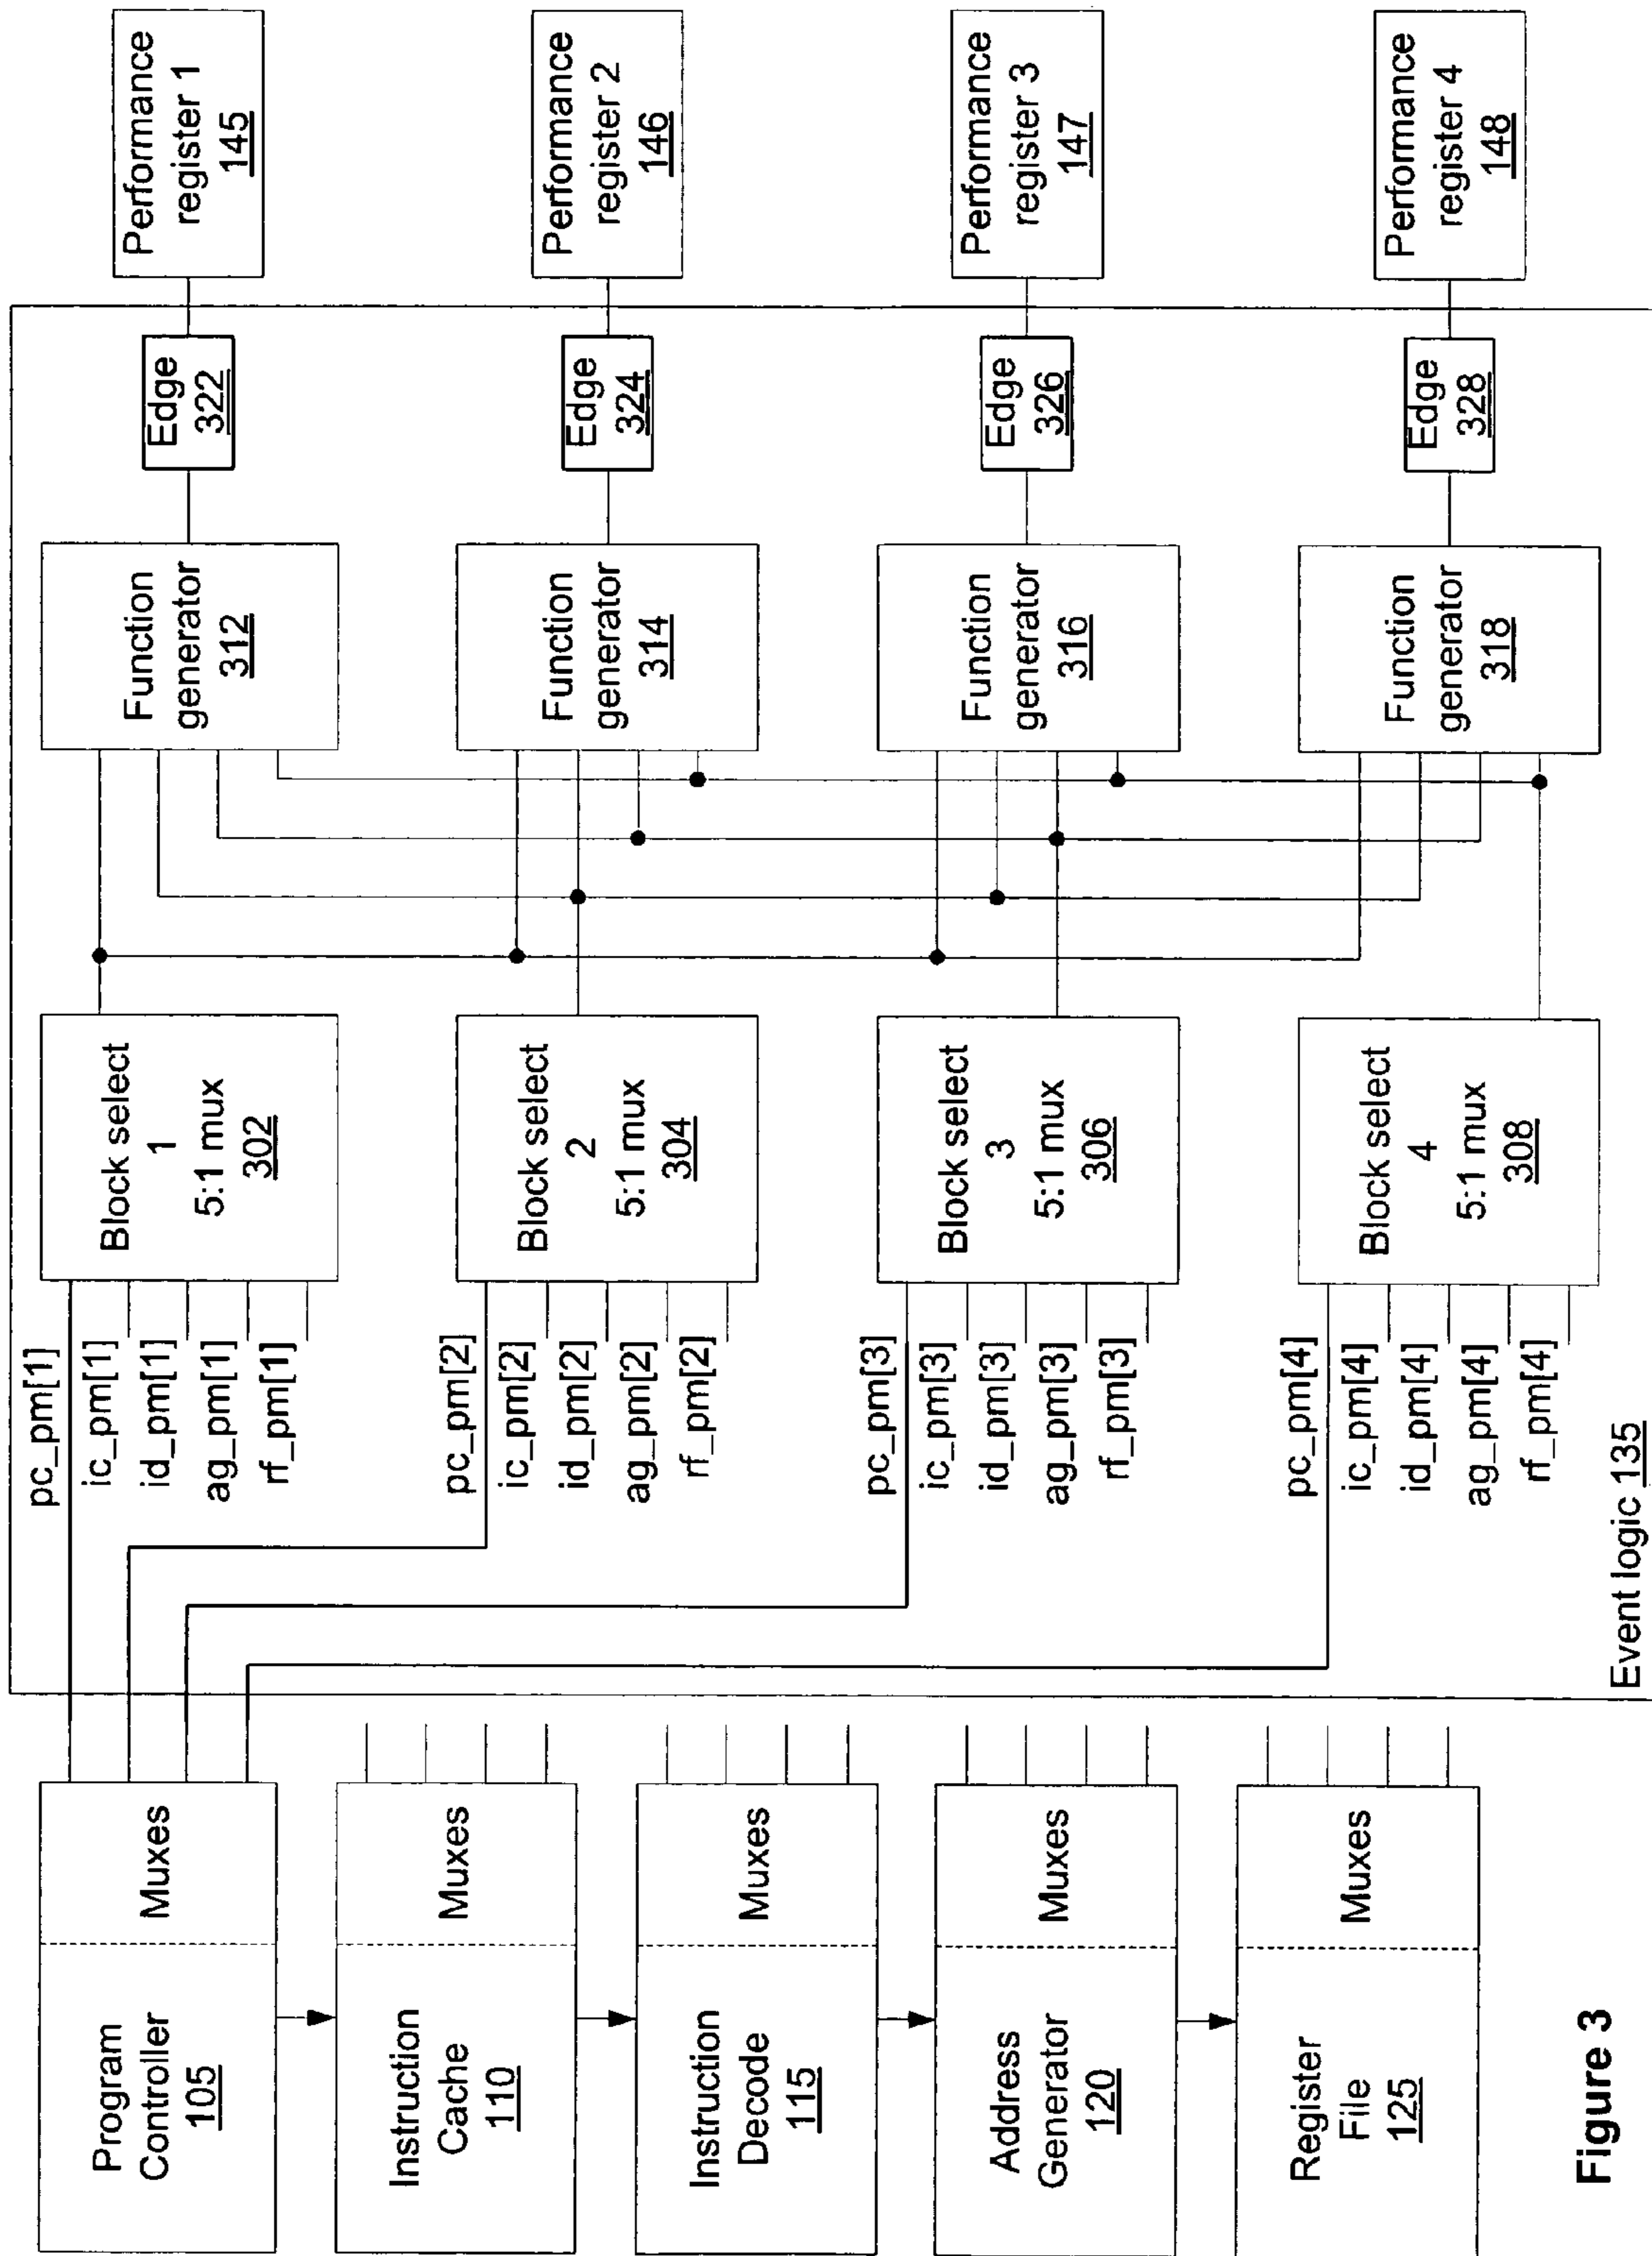 Program
Controller
105
Muxes
Instruction
Cache
110
Muxes
Instruction
Decode
115
Muxes
Address
Generator
120
Muxes
Register
File
125
Muxes
pc_pm[1]
ic_pm[1]
id_pm[1]
ag_pm[1]
rf_pm[1]
pc_pm[2]
ic_pm[2]
id_pm[2]
ag_pm[2]
rf_pm[2]
pc_pm[3]
ic_pm[3]
id_pm[3]
ag_pm[3]
rf_pm[3]
pc_pm[4]
ic_pm[4]
id_pm[4]
ag_pm[4]
rf_pm[4]
Block select
1
5:1 mux
302
Block select
2
5:1 mux
304
Block select
3
5:1 mux
306
Block select
4
5:1 mux
308
Function
generator
312
Function
generator
314
Function
generator
316
Function
generator
318
Edge
322
Edge
324
Edge
326
Edge
328
Performance
register 1
145
Performance
register 2
146
Performance
register 3
147
Performance
register 4
148
Event logic 135
Figure 3